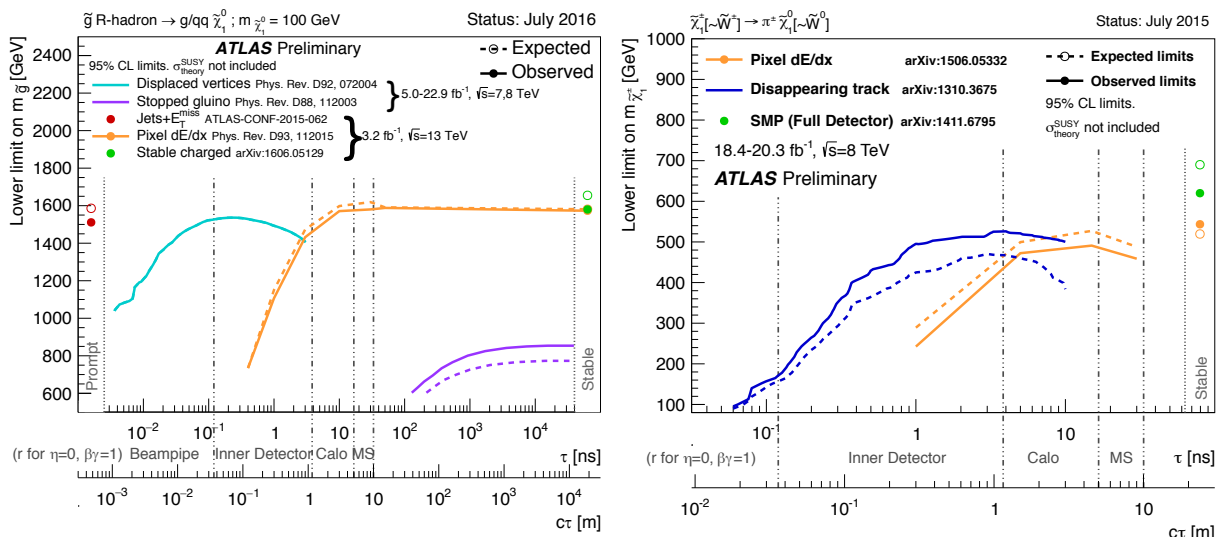 g̃ R-hadron → g/qq χ̃₁⁰ ; m χ̃₁⁰ = 100 GeV
Status: July 2016
Lower limit on m g̃ [GeV]
2400
2200
2000
1800
1600
1400
1200
1000
800
600
ATLAS Preliminary
Expected
Observed
95% CL limits. σ SUSY theory not included
Displaced vertices Phys. Rev. D92, 072004
Stopped gluino Phys. Rev. D88, 112003
5.0-22.9 fb⁻¹, √s=7,8 TeV
Jets+E_T^miss ATLAS-CONF-2015-062
Pixel dE/dx Phys. Rev. D93, 112015
Stable charged arXiv:1606.05129
3.2 fb⁻¹, √s=13 TeV
Prompt
Stable
10⁻² 10⁻¹ 1 10 10² 10³ 10⁴
τ [ns]
(r for η=0, βγ=1) Beampipe Inner Detector Calo MS
10⁻³ 10⁻² 10⁻¹ 1 10 10² 10³ 10⁴
cτ [m]
χ̃₁±[~W̃±] → π± χ̃₁⁰[~W̃⁰]
Status: July 2015
Lower limit on m χ̃₁± [GeV]
1000
900
800
700
600
500
400
300
200
100
Pixel dE/dx arXiv:1506.05332
Disappearing track arXiv:1310.3675
SMP (Full Detector) arXiv:1411.6795
Expected limits
Observed limits
95% CL limits.
σ SUSY theory not included
18.4-20.3 fb⁻¹, √s=8 TeV
ATLAS Preliminary
Stable
10⁻¹ 1 10
τ [ns]
(r for η=0, βγ=1) Inner Detector Calo MS
10⁻² 10⁻¹ 1 10
cτ [m]